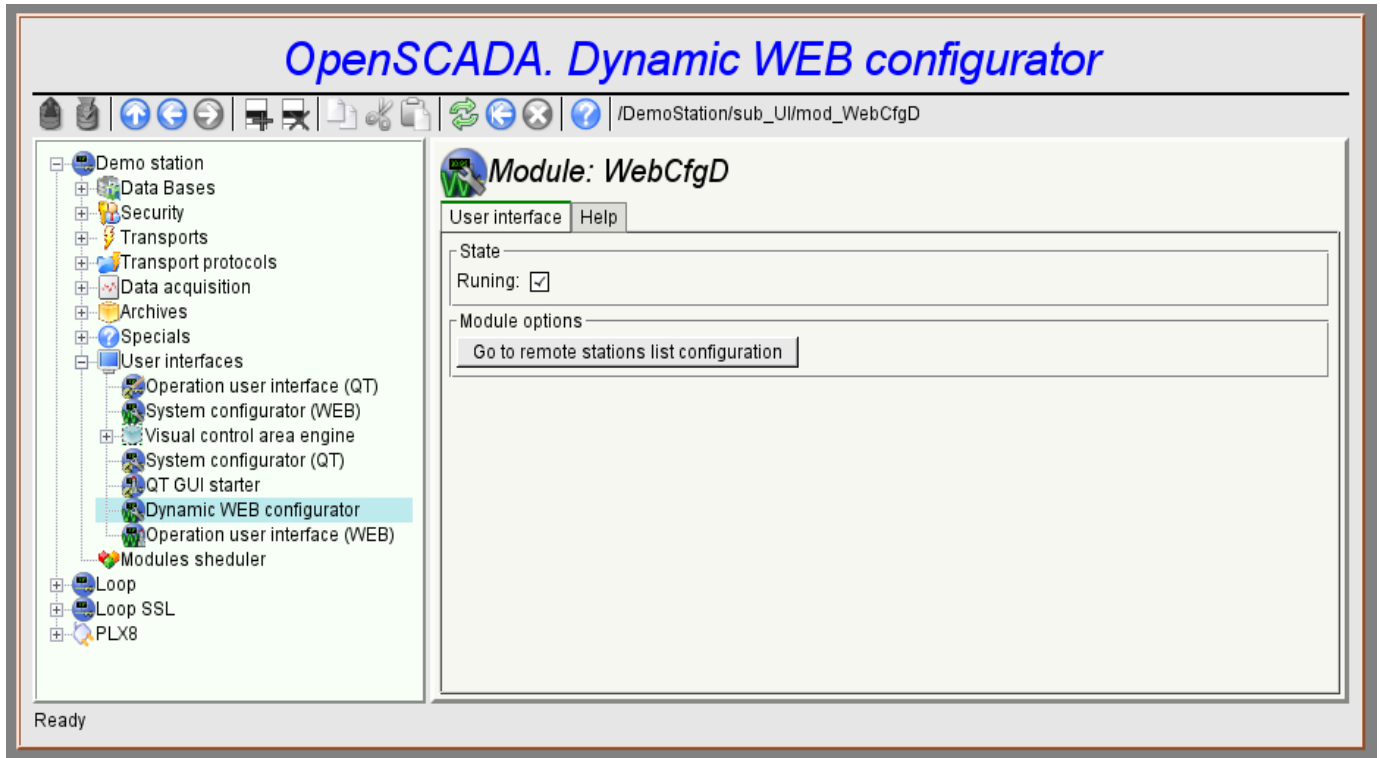 OpenSCADA. Dynamic WEB configurator
/DemoStation/sub_UI/mod_WebCfgD
Demo station
Data Bases
Security
Transports
Transport protocols
Data acquisition
Archives
Specials
User interfaces
Operation user interface (QT)
System configurator (WEB)
Visual control area engine
System configurator (QT)
QT GUI starter
Dynamic WEB configurator
Operation user interface (WEB)
Modules sheduler
Loop
Loop SSL
PLX8
Module: WebCfgD
User interface Help
State
Runing:
Module options
Go to remote stations list configuration
Ready